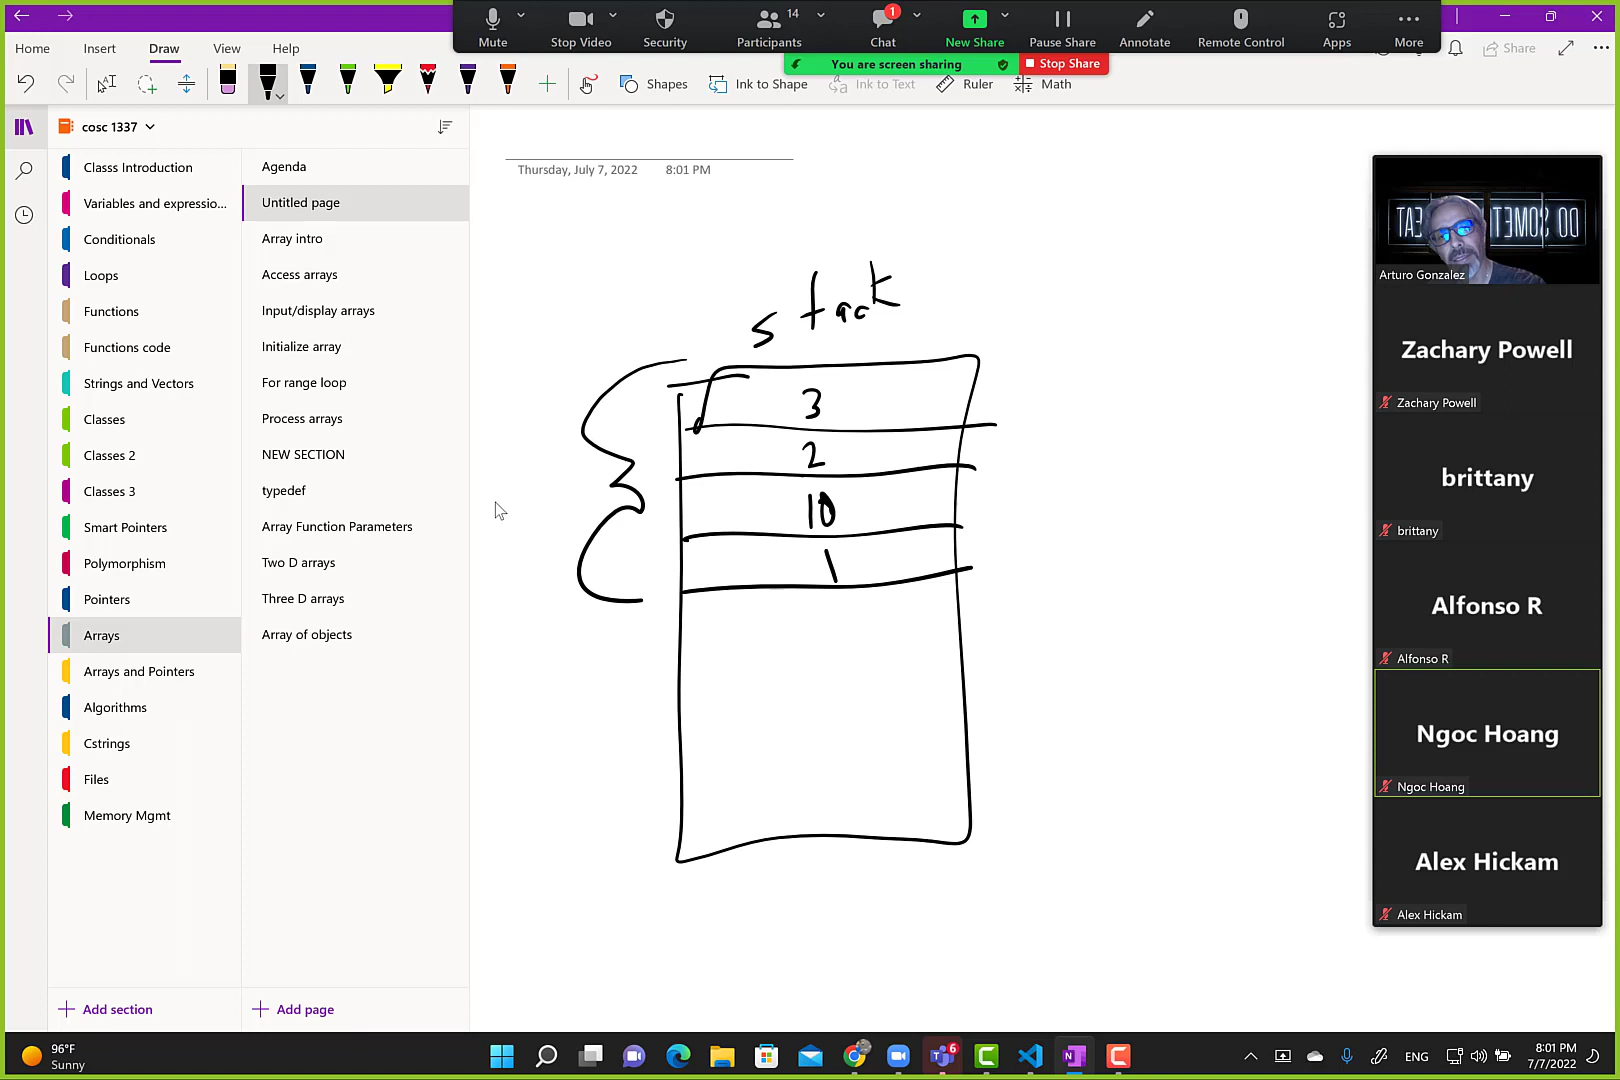 Mute
Stop Video
Security
14
Participants
1
Chat
New Share
Pause Share
Annotate
Remote Control
Apps
More
You are screen sharing
Stop Share
Home
Insert
Draw
View
Help
Share
Shapes
Ink to Shape
Ink to Text
Ruler
Math
cosc 1337
Classs Introduction
Variables and expressio...
Conditionals
Loops
Functions
Functions code
Strings and Vectors
Classes
Classes 2
Classes 3
Smart Pointers
Polymorphism
Pointers
Arrays
Arrays and Pointers
Algorithms
Cstrings
Files
Memory Mgmt
Add section
Agenda
Untitled page
Array intro
Access arrays
Input/display arrays
Initialize array
For range loop
Process arrays
NEW SECTION
typedef
Array Function Parameters
Two D arrays
Three D arrays
Array of objects
Add page
Thursday, July 7, 2022 8:01 PM
stack
3
2
10
1
Arturo Gonzalez
Zachary Powell
Zachary Powell
brittany
brittany
Alfonso R
Alfonso R
Ngoc Hoang
Ngoc Hoang
Alex Hickam
Alex Hickam
96°F
Sunny
6
ENG
8:01 PM
7/7/2022